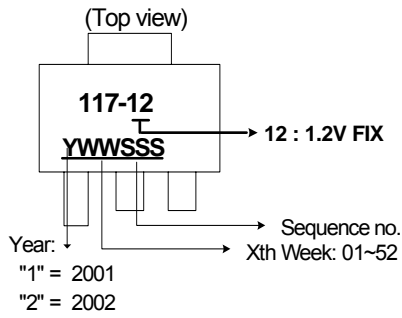 (Top view)
117-12
12 : 1.2V FIX
YWWSSS
Sequence no.
Year:
Xth Week: 01~52
"1" = 2001
"2" = 2002